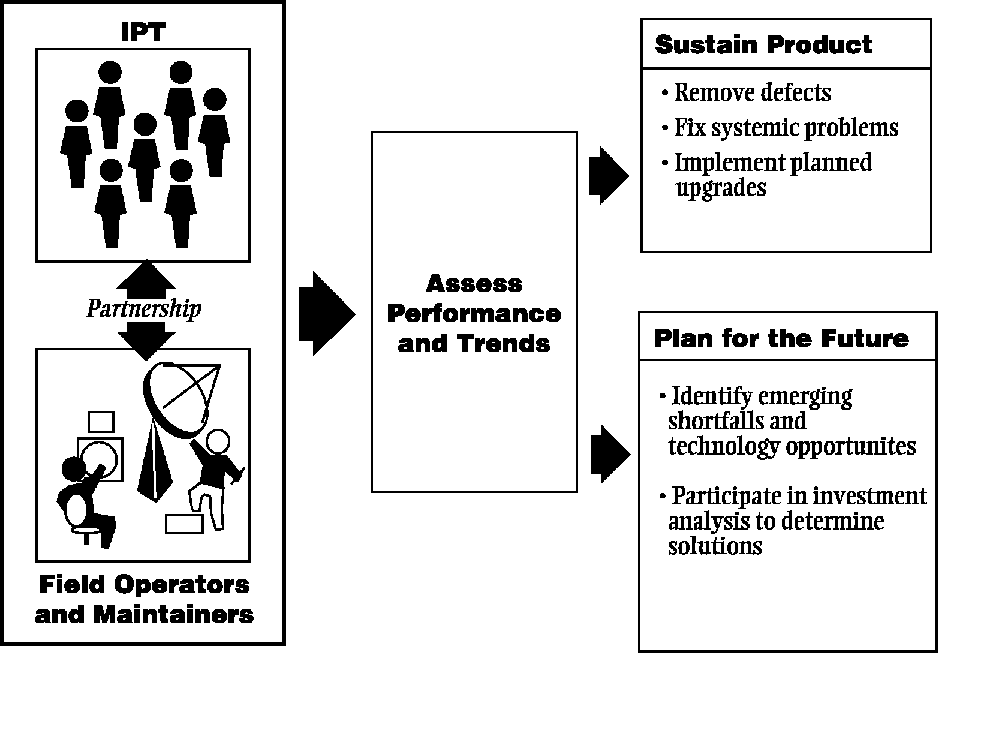 IPT
Partnership
Field Operators
and Maintainers
Assess
Performance
and Trends
Sustain Product
• Remove defects
• Fix systemic problems
• Implement planned
upgrades
Plan for the Future
• Identify emerging
shortfalls and
technology opportunites
• Participate in investment
analysis to determine
solutions